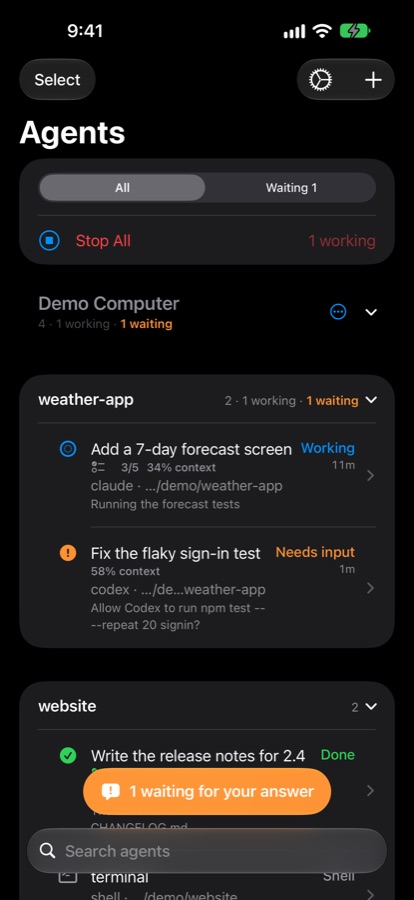 9:41
Select
Agents
All
Waiting 1
Stop All
1 working
Demo Computer
4 · 1 working · 1 waiting
weather-app
2 · 1 working · 1 waiting
Add a 7-day forecast screen
Working
3/5 34% context
11m
claude · .../demo/weather-app
Running the forecast tests
Fix the flaky sign-in test
Needs input
58% context
1m
codex · .../de...weather-app
Allow Codex to run npm test --
--repeat 20 signin?
website
2
Write the release notes for 2.4
Done
1 waiting for your answer
CHANGELOG.md
Search agents
terminal
Shell
shell · .../demo/website